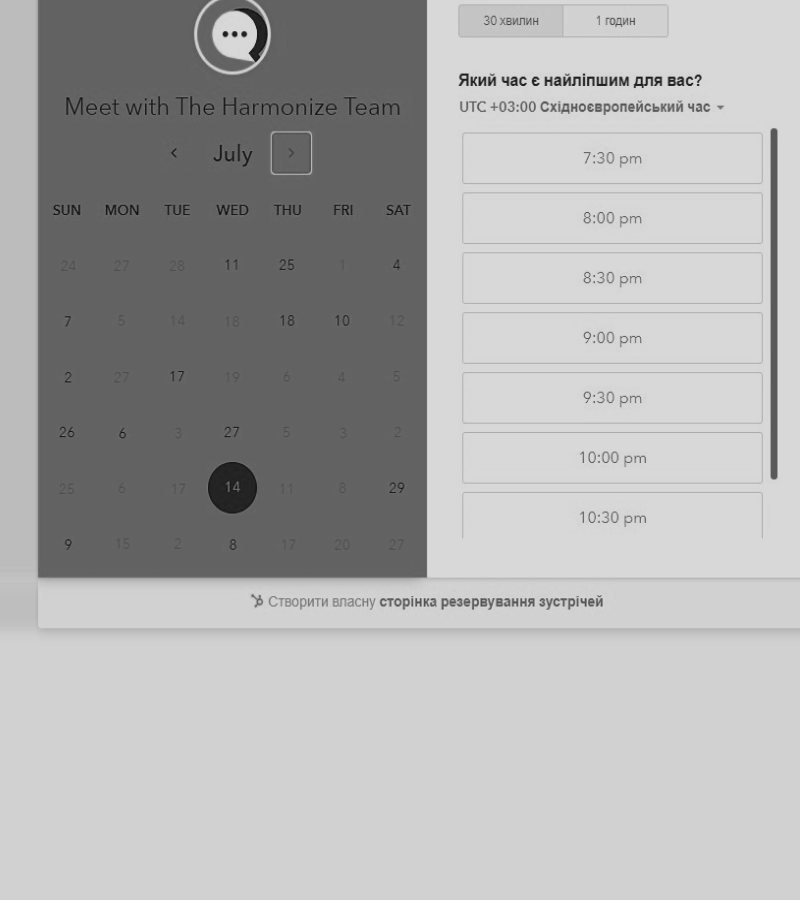 Meet with The Harmonize Team
July
SUN MON TUE WED THU FRI SAT
24 27 28 11 25 1 4
7 5 14 18 18 10 12
2 27 17 19 6 4 5
26 6 3 27 5 3 2
25 6 17 14 11 8 29
9 15 2 8 17 20 27
30 хвилин 1 годин
Який час є найліпшим для вас?
UTC +03:00 Східноєвропейський час
7:30 pm
8:00 pm
8:30 pm
9:00 pm
9:30 pm
10:00 pm
10:30 pm
Створити власну сторінка резервування зустрічей